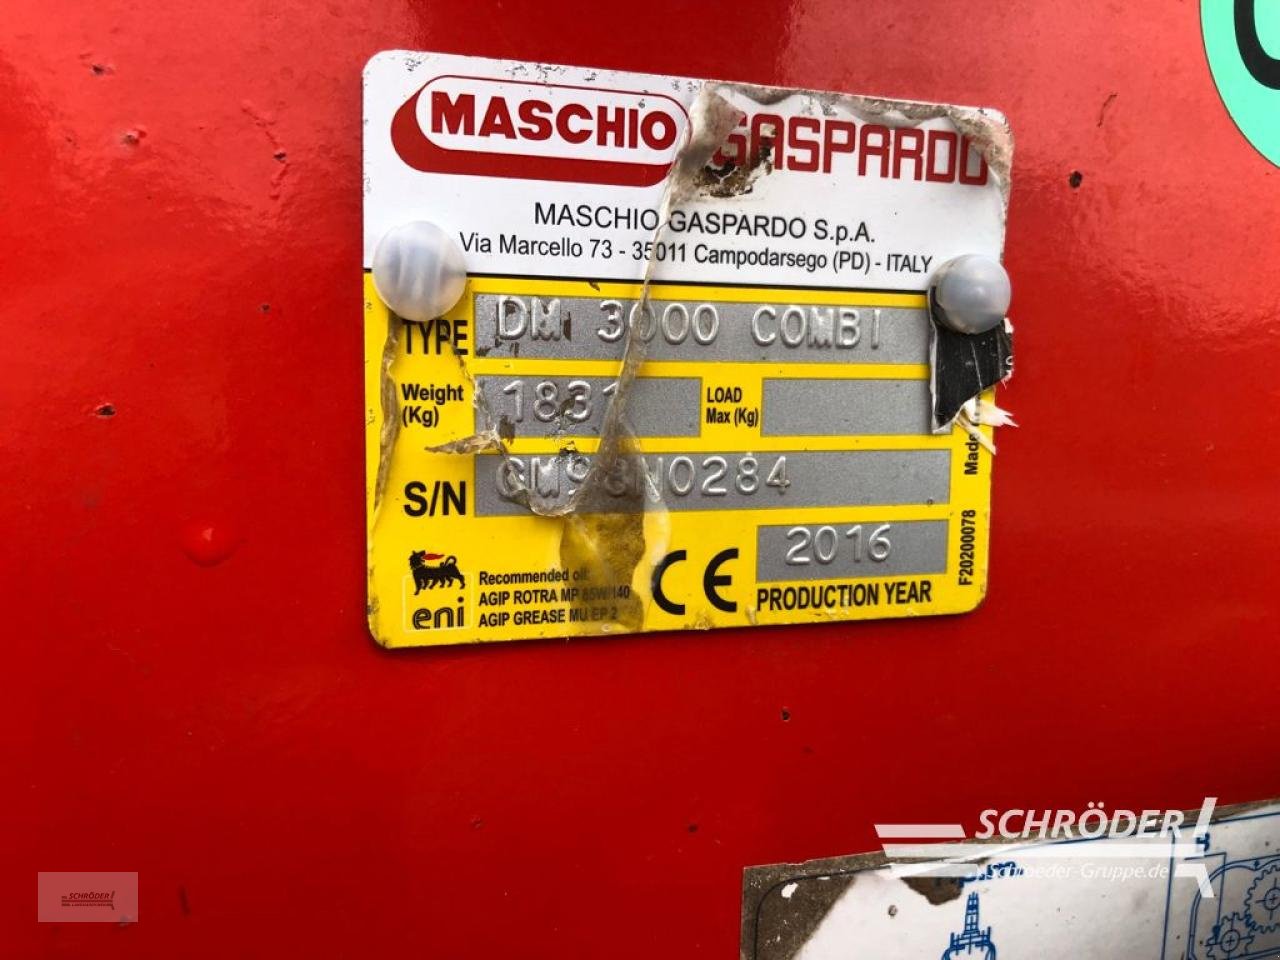 MASCHIO GASPARDO
MASCHIO GASPARDO S.p.A.
Via Marcello 73 - 35011 Campodarsego (PD) - ITALY
TYPE DM 3000 COMBI
Weight (Kg) 1831 LOAD Max (Kg)
S/N
2016
PRODUCTION YEAR
CE
eni
Recommended oil:
AGIP ROTRA MP 85W/140
AGIP GREASE MU EP 2
Made
F20200078
SCHRÖDER
Schroeder-Gruppe.de
SCHRÖDER